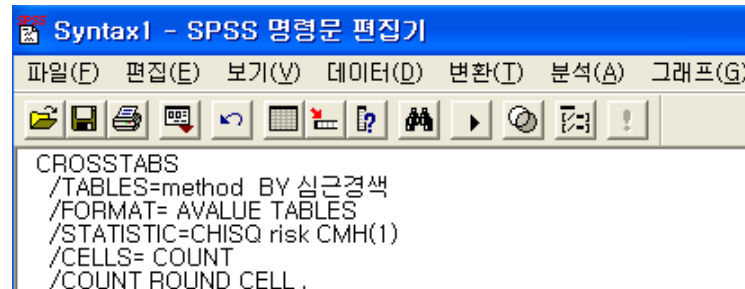 Syntax1 - SPSS 명령문 편집기
파일(F) 편집(E) 보기(V) 데이터(D) 변환(T) 분석(A) 그래프(G)
CROSSTABS
/TABLES=method BY 심근경색
/FORMAT= AVALUE TABLES
/STATISTIC=CHISQ risk CMH(1)
/CELLS= COUNT
/COUNT ROUND CELL .